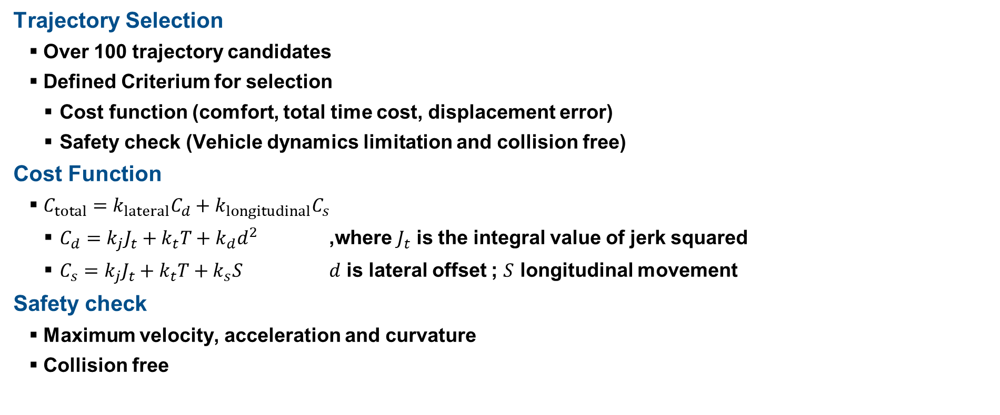 Trajectory Selection
▪ Over 100 trajectory candidates
▪ Defined Criterium for selection
▪ Cost function (comfort, total time cost, displacement error)
▪ Safety check (Vehicle dynamics limitation and collision free)
Cost Function
▪ $C_{\text{total}} = k_{\text{lateral}} C_d + k_{\text{longitudinal}} C_s$
▪ $C_d = k_j J_t + k_t T + k_d d^2$ ,where $J_t$ is the integral value of jerk squared
▪ $C_s = k_j J_t + k_t T + k_s S$ $d$ is lateral offset ; $S$ longitudinal movement
Safety check
▪ Maximum velocity, acceleration and curvature
▪ Collision free